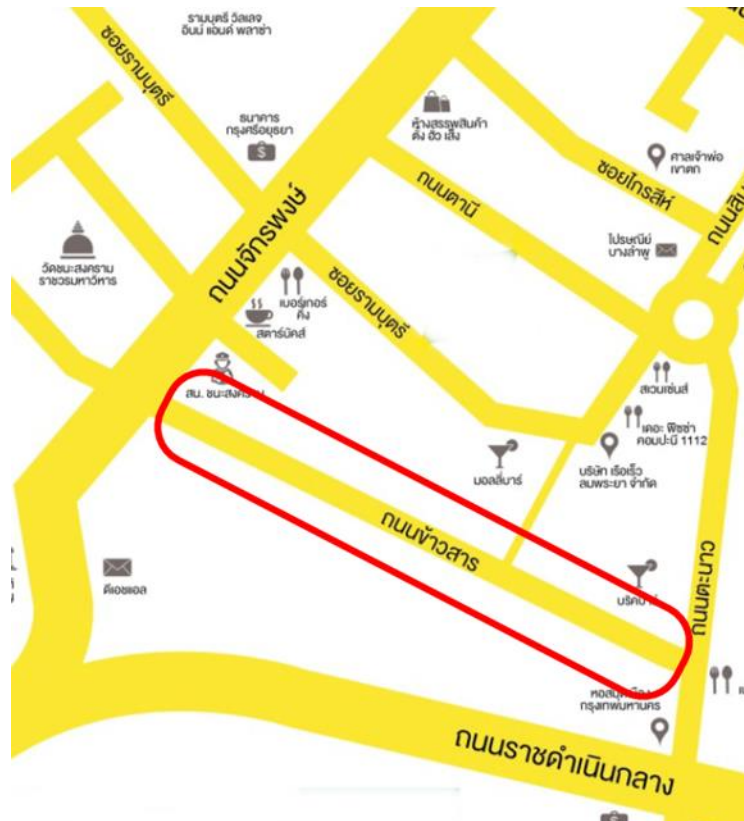 รามบุตรี วิลเลจ
อินน์ แอนด์ พลาซ่า
ซอยรามบุตรี
ธนาคาร
กรุงศรีอยุธยา
ห้างสรรพสินค้า
ตั้ง ฮั่ว เส็ง
ศาลเจ้าพ่อ
เขาตก
ซอยไกรสีห์
ถนนตานี
ถนนจักรพงษ์
ไปรษณีย์
บางลำพู
วัดชนะสงคราม
ราชวรมหาวิหาร
เบอร์เกอร์
คิง
ซอยรามบุตรี
สตาร์บัคส์
สน. ชนะสงคราม
สเวนเซ่นส์
เดอะ พิซซ่า
คอมปะนี 1112
มอลลี่บาร์
บริษัท เรือเร็ว
ลมพระยา จำกัด
ถนนข้าวสาร
ถนนตะนาว
ดีเอชแอล
กรุงเทพมหานคร
ถนนราชดำเนินกลาง